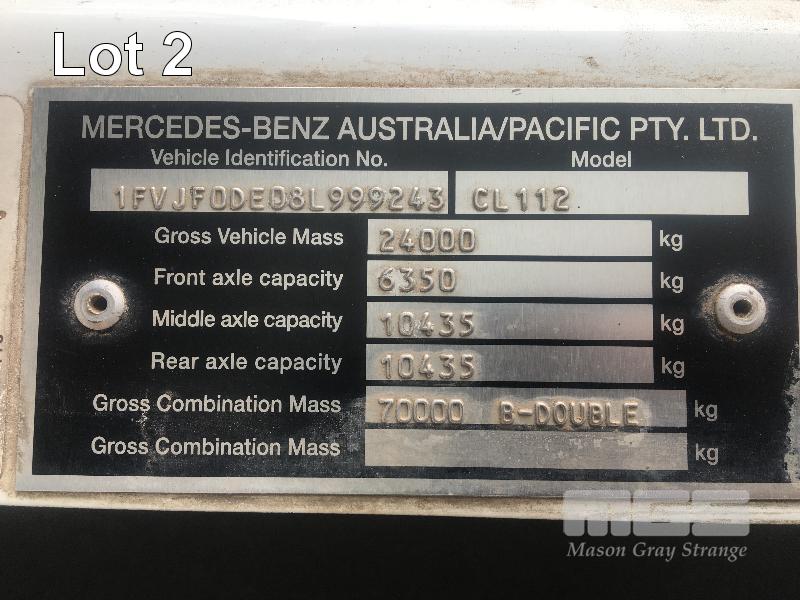 Lot 2
MERCEDES-BENZ AUSTRALIA/PACIFIC PTY. LTD.
Vehicle Identification No. Model
1FVJF0DE08L999243 CL112
Gross Vehicle Mass 24000 kg
Front axle capacity 6350 kg
Middle axle capacity 10435 kg
Rear axle capacity 10435 kg
Gross Combination Mass 70000 B-DOUBLE kg
Gross Combination Mass kg
mgs
Mason Gray Strange